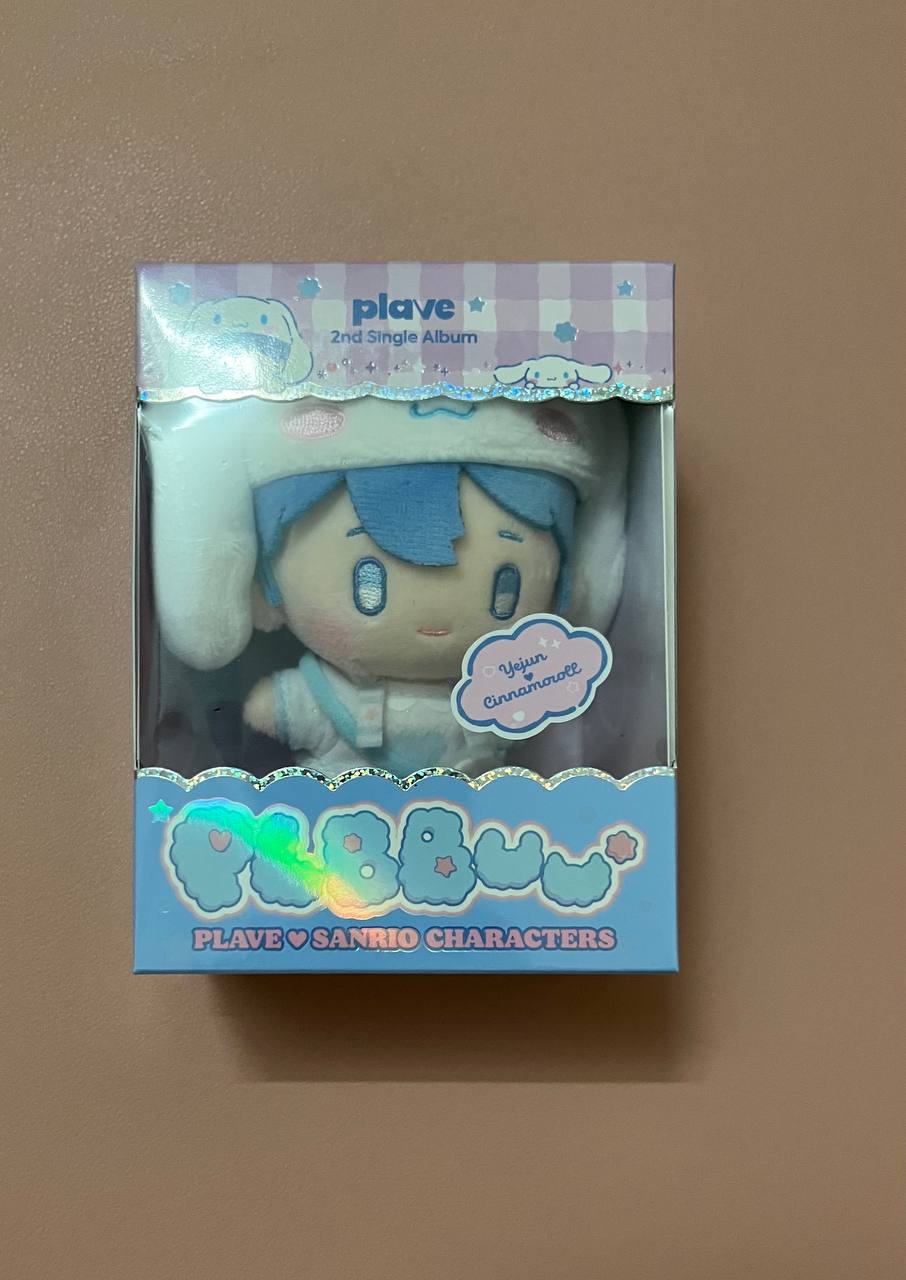 plave
2nd Single Album
Yejun
Cinnamoroll
PLBBUU
PLAVE ♥ SANRIO CHARACTERS